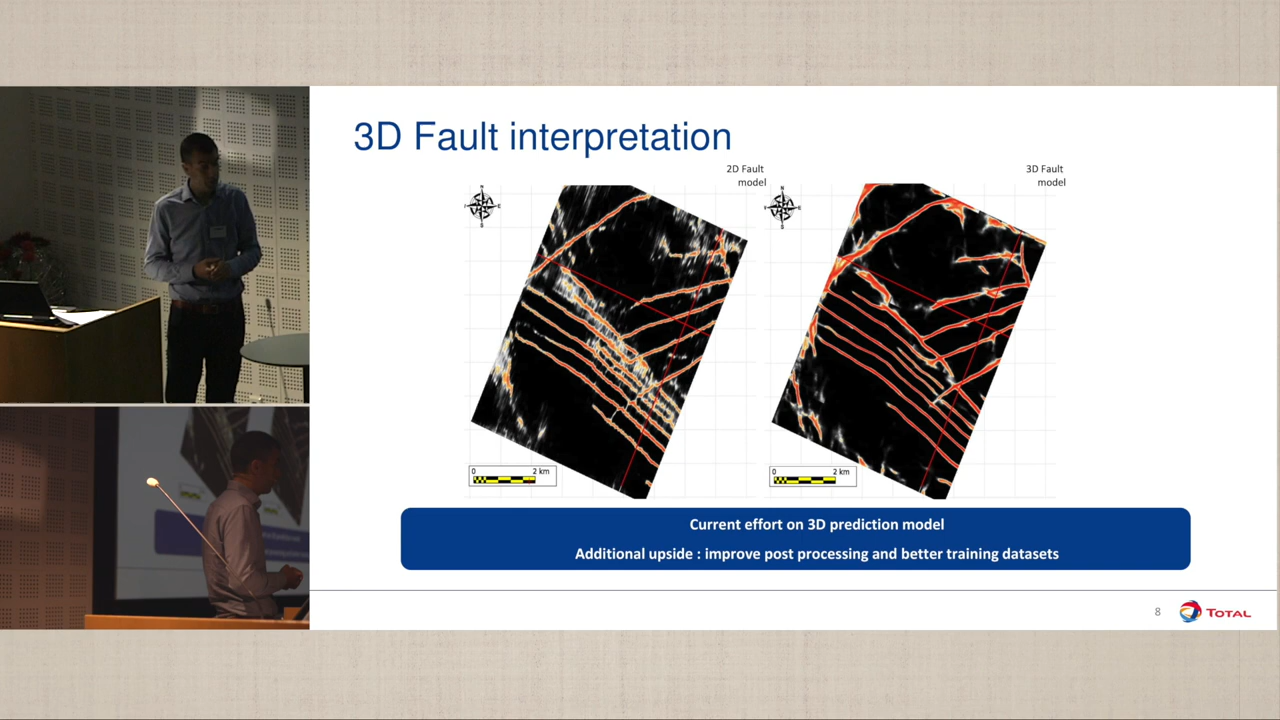 3D Fault interpretation
2D Fault
model
3D Fault
model
N
E
S
N
E
S
0 2 km
0 2 km
Current effort on 3D prediction model
Additional upside : improve post processing and better training datasets
8
TOTAL